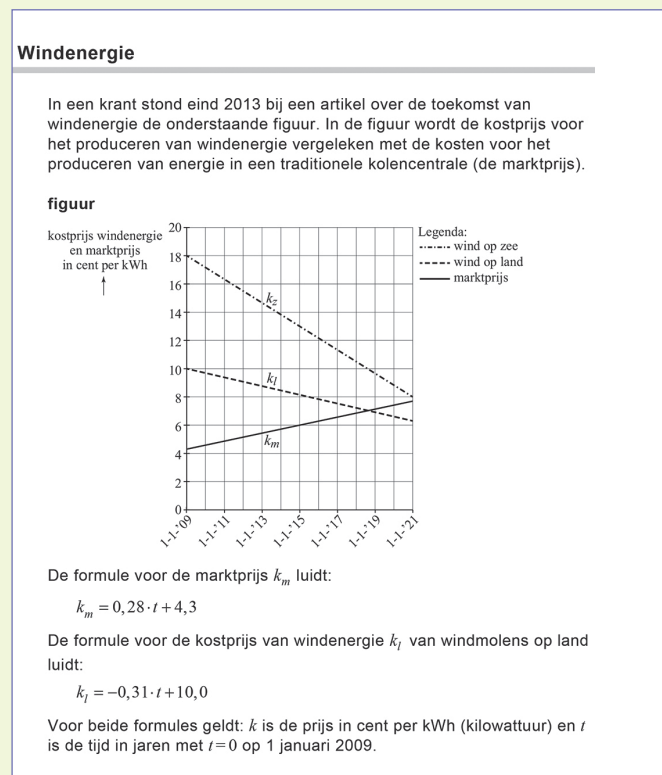 Windenergie
In een krant stond eind 2013 bij een artikel over de toekomst van
windenergie de onderstaande figuur. In de figuur wordt de kostprijs voor
het produceren van windenergie vergeleken met de kosten voor het
produceren van energie in een traditionele kolencentrale (de marktprijs).
figuur
kostprijs windenergie
en marktprijs
in cent per kWh
20
18
16
14
12
10
8
6
4
2
0
k_z
k_l
k_m
1-1-'09
1-1-'11
1-1-'13
1-1-'15
1-1-'17
1-1-'19
1-1-'21
Legenda:
wind op zee
wind op land
marktprijs
De formule voor de marktprijs k_m luidt:
k_m = 0,28·t+4,3
De formule voor de kostprijs van windenergie k_l van windmolens op land
luidt:
k_l = −0,31·t+10,0
Voor beide formules geldt: k is de prijs in cent per kWh (kilowattuur) en t
is de tijd in jaren met t=0 op 1 januari 2009.